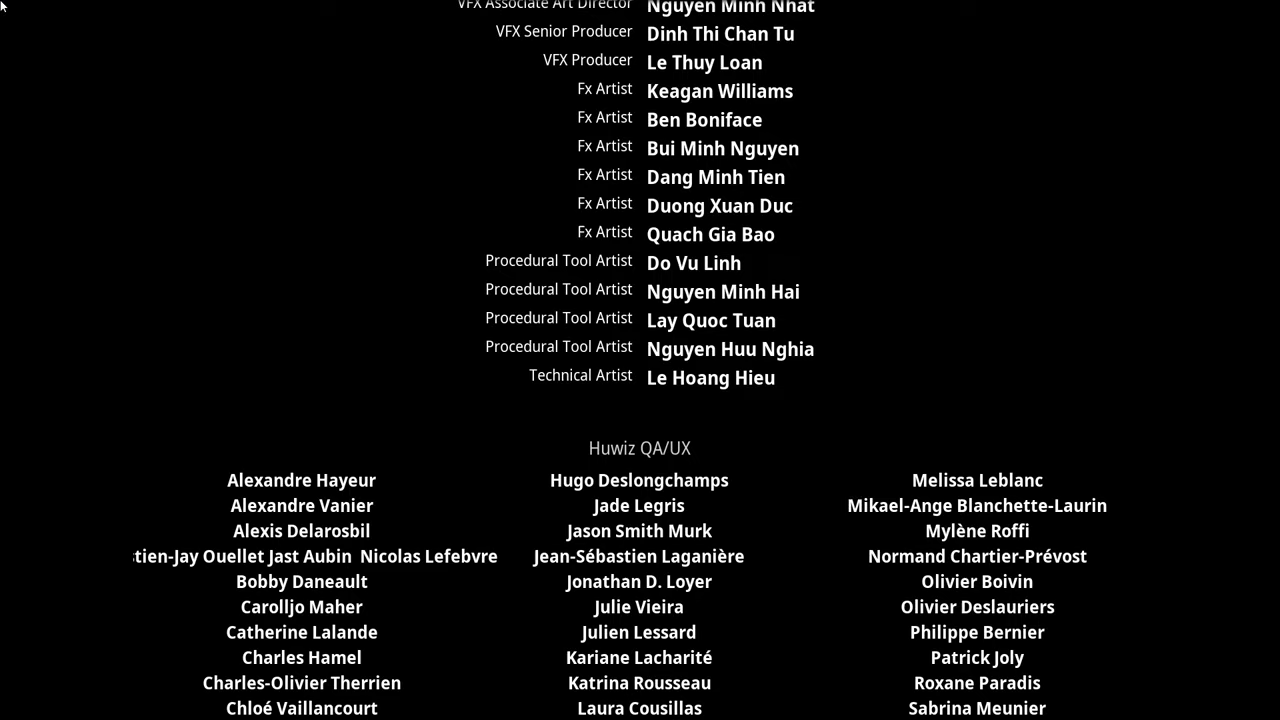 VFX Associate Art Director Nguyen Minh Nhat
VFX Senior Producer Dinh Thi Chan Tu
VFX Producer Le Thuy Loan
Fx Artist Keagan Williams
Fx Artist Ben Boniface
Fx Artist Bui Minh Nguyen
Fx Artist Dang Minh Tien
Fx Artist Duong Xuan Duc
Fx Artist Quach Gia Bao
Procedural Tool Artist Do Vu Linh
Procedural Tool Artist Nguyen Minh Hai
Procedural Tool Artist Lay Quoc Tuan
Procedural Tool Artist Nguyen Huu Nghia
Technical Artist Le Hoang Hieu
Huwiz QA/UX
Alexandre Hayeur Hugo Deslongchamps Melissa Leblanc
Alexandre Vanier Jade Legris Mikael-Ange Blanchette-Laurin
Alexis Delarosbil Jason Smith Murk Mylène Roffi
tien-Jay Ouellet Jast Aubin Nicolas Lefebvre Jean-Sébastien Laganière Normand Chartier-Prévost
Bobby Daneault Jonathan D. Loyer Olivier Boivin
Carolljo Maher Julie Vieira Olivier Deslauriers
Catherine Lalande Julien Lessard Philippe Bernier
Charles Hamel Kariane Lacharité Patrick Joly
Charles-Olivier Therrien Katrina Rousseau Roxane Paradis
Chloé Vaillancourt Laura Cousillas Sabrina Meunier